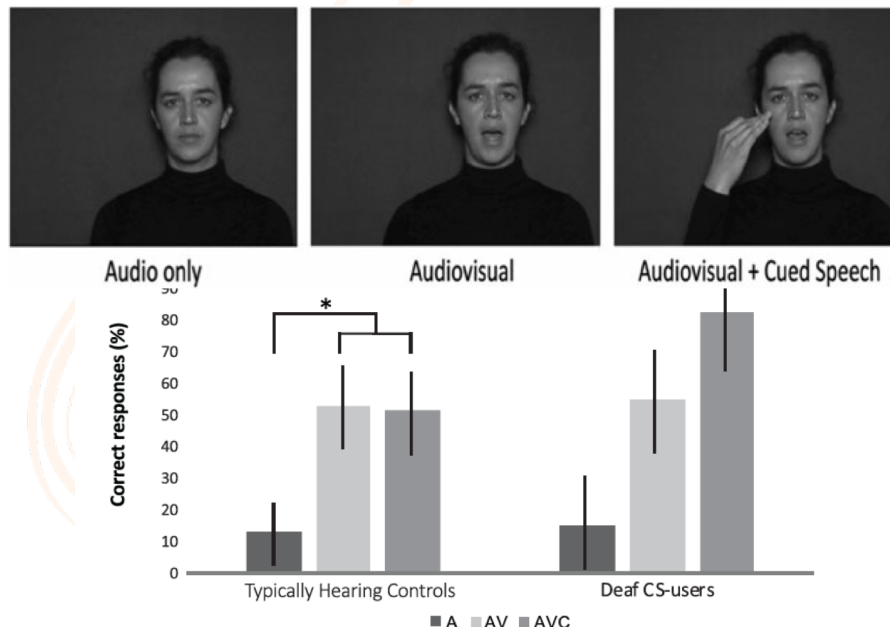 Audio only
Audiovisual
Audiovisual + Cued Speech
Correct responses (%)
90
80
70
60
50
40
30
20
10
0
*
Typically Hearing Controls
Deaf CS-users
A AV AVC